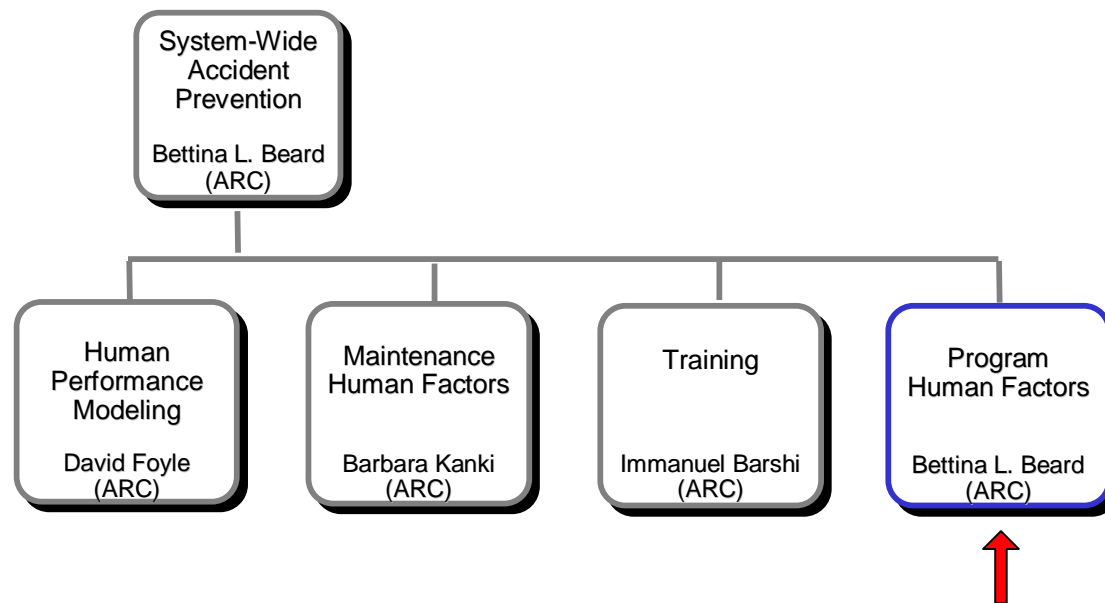 System-Wide
Accident
Prevention
Bettina L. Beard
(ARC)
Human
Performance
Modeling
David Foyle
(ARC)
Maintenance
Human Factors
Barbara Kanki
(ARC)
Training
Immanuel Barshi
(ARC)
Program
Human Factors
Bettina L. Beard
(ARC)